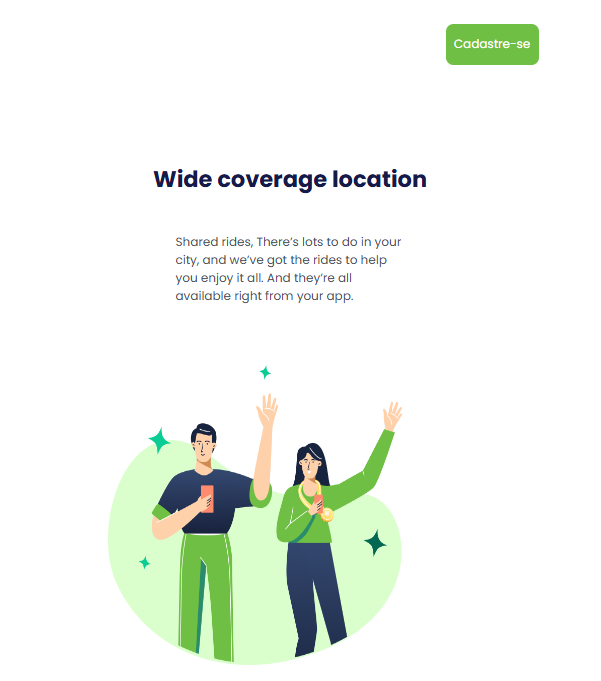 Cadastre-se
Wide coverage location
Shared rides, There’s lots to do in your
city, and we’ve got the rides to help
you enjoy it all. And they’re all
available right from your app.